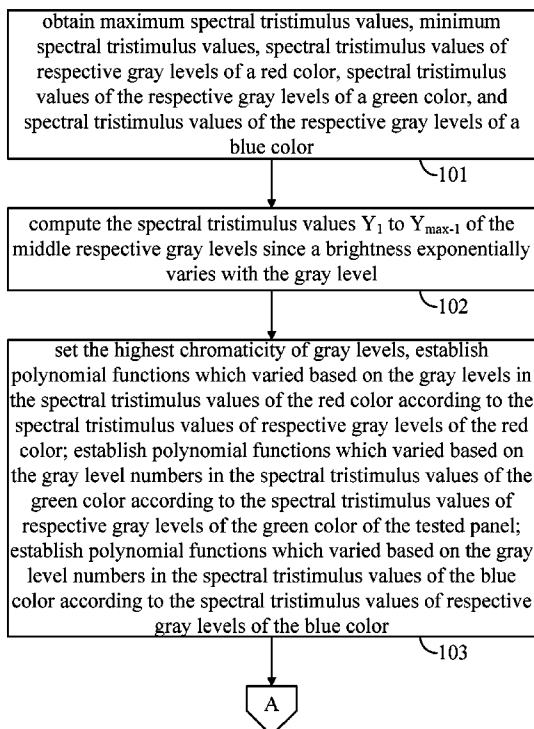 obtain maximum spectral tristimulus values, minimum
spectral tristimulus values, spectral tristimulus values of
respective gray levels of a red color, spectral tristimulus
values of the respective gray levels of a green color, and
spectral tristimulus values of the respective gray levels of a
blue color
101
compute the spectral tristimulus values Y₁ to Yₘₐₓ₋₁ of the
middle respective gray levels since a brightness exponentially
varies with the gray level
102
set the highest chromaticity of gray levels, establish
polynomial functions which varied based on the gray levels in
the spectral tristimulus values of the red color according to the
spectral tristimulus values of respective gray levels of the red
color; establish polynomial functions which varied based on
the gray level numbers in the spectral tristimulus values of the
green color according to the spectral tristimulus values of
respective gray levels of the green color of the tested panel;
establish polynomial functions which varied based on the gray
level numbers in the spectral tristimulus values of the blue
color according to the spectral tristimulus values of respective
gray levels of the blue color
103
A